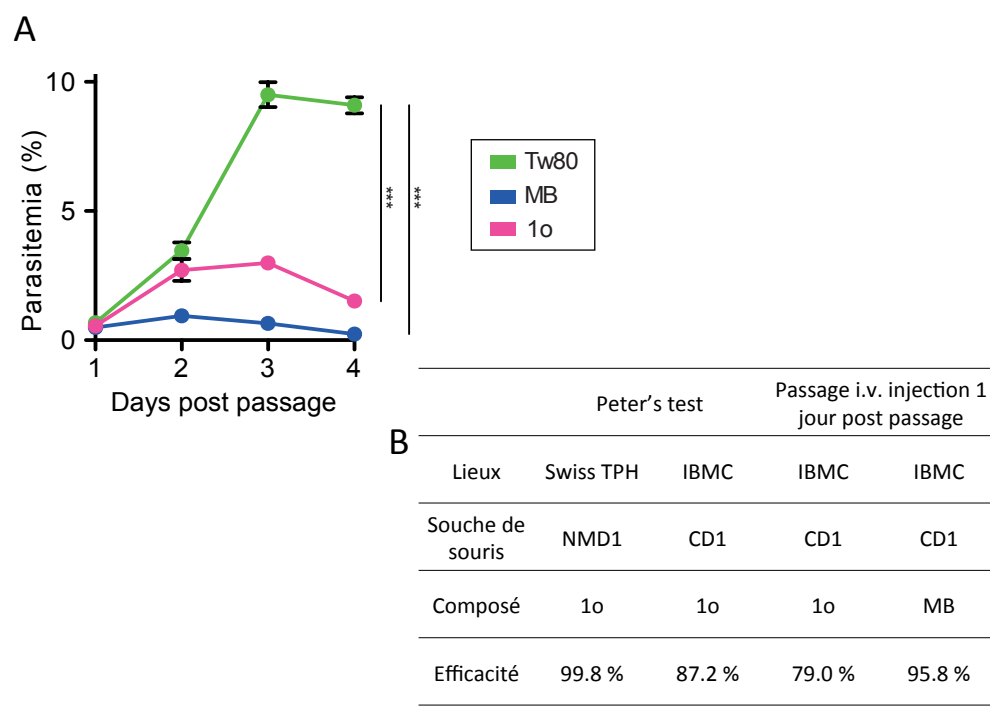 A
10
5
0
Parasitemia (%)
1 2 3 4
Days post passage
***
***
Tw80
MB
1o
B
Peter's test
Passage i.v. injection 1
jour post passage
Lieux Swiss TPH IBMC IBMC IBMC
Souche de
souris
NMD1 CD1 CD1 CD1
Composé 1o 1o 1o MB
Efficacité 99.8 % 87.2 % 79.0 % 95.8 %